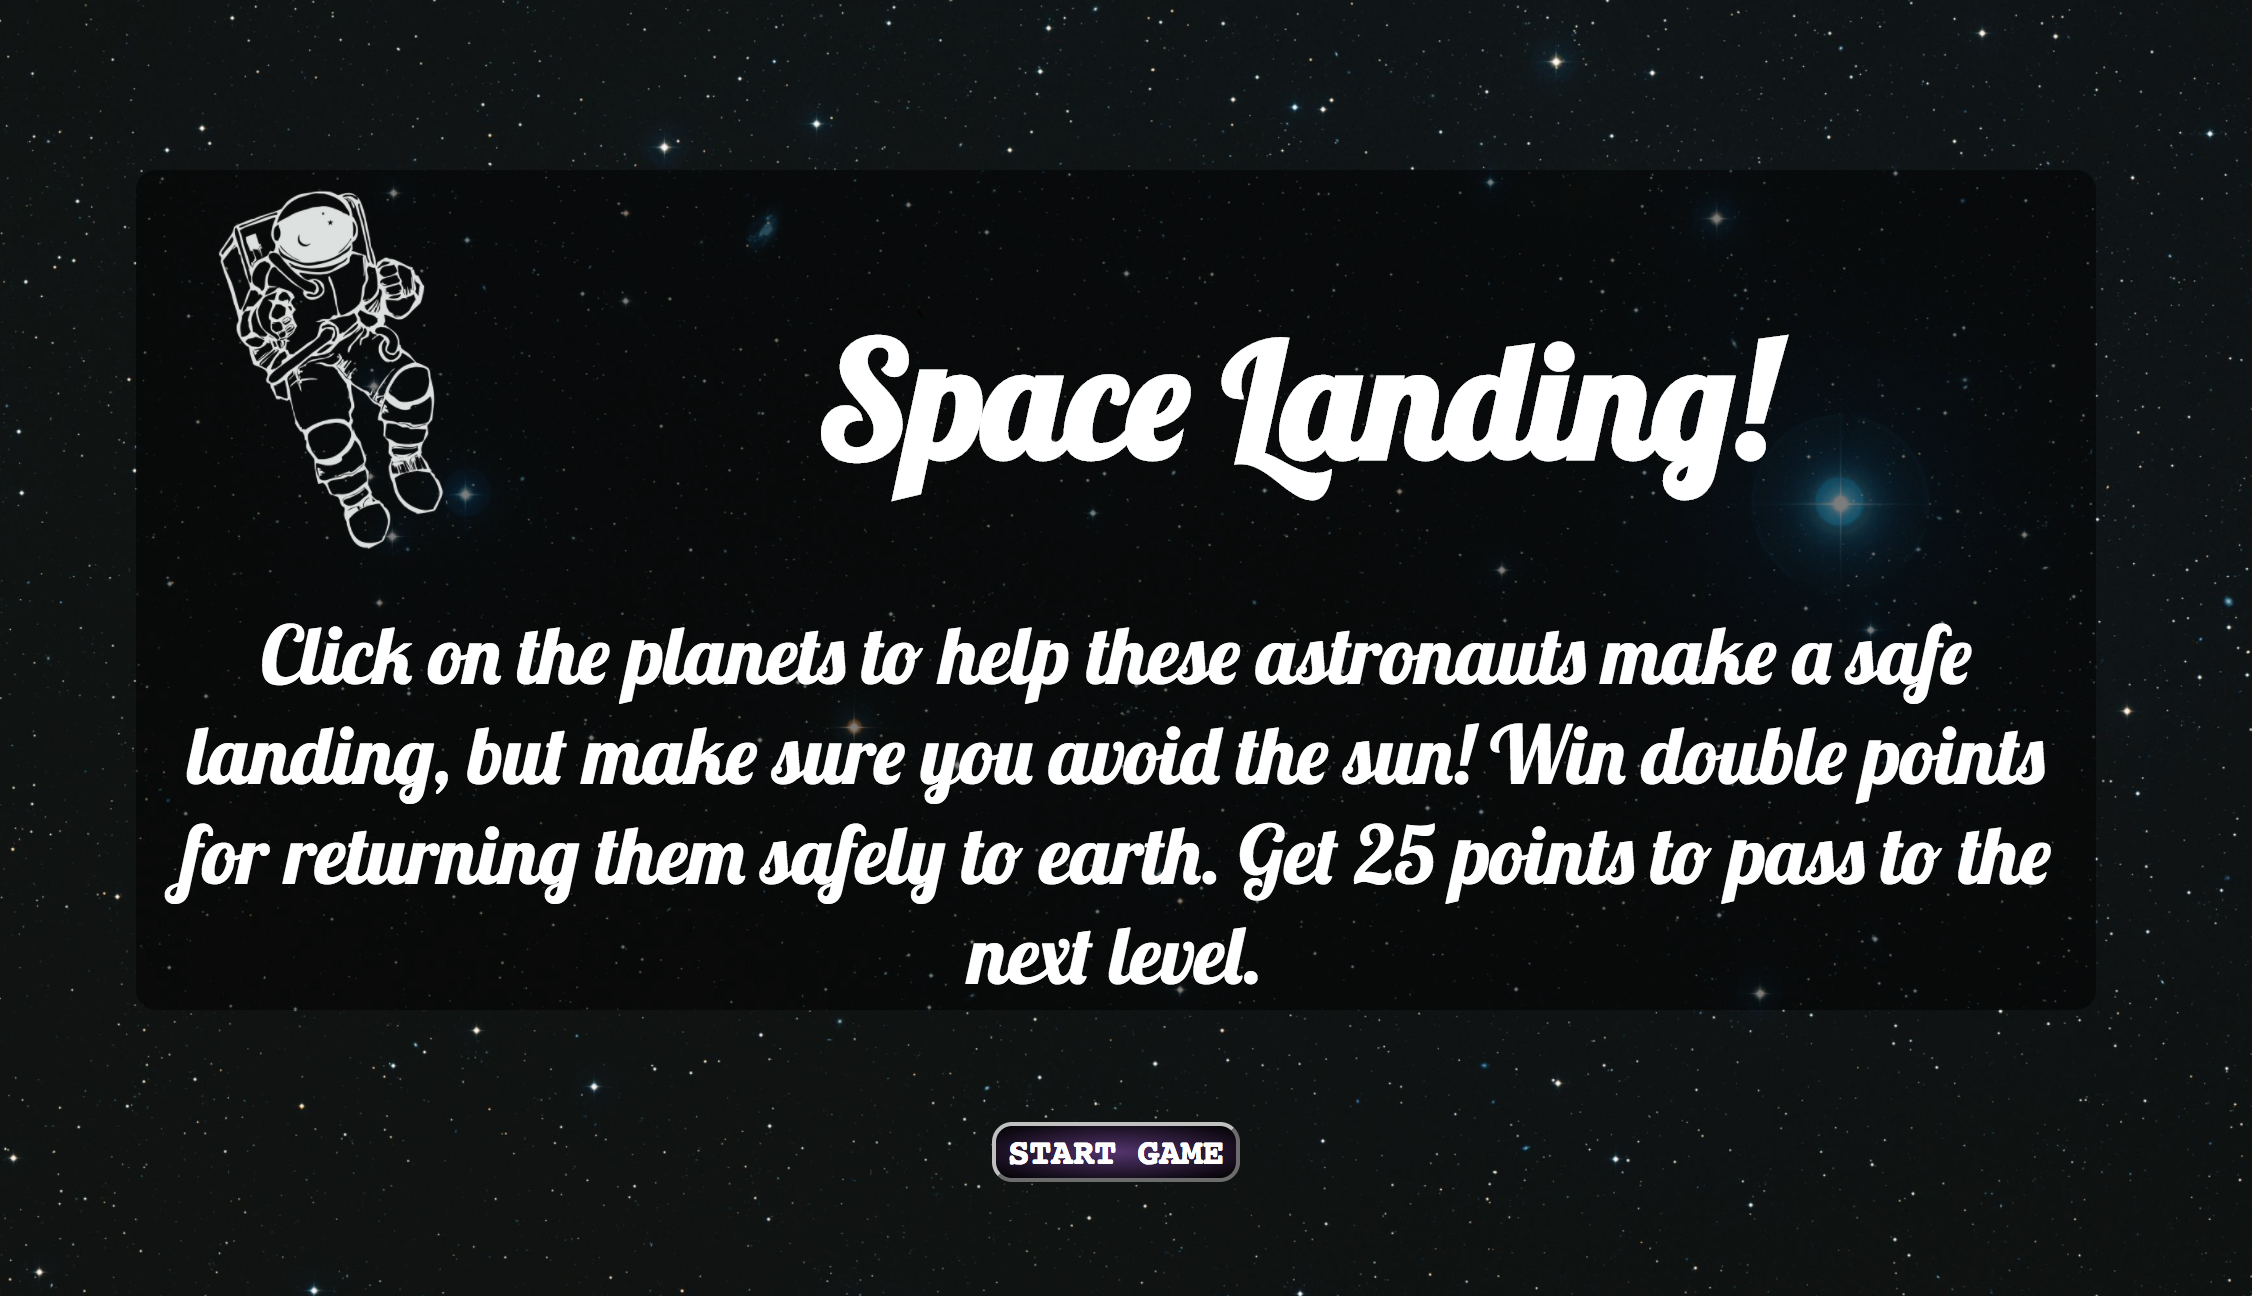 Space Landing!
Click on the planets to help these astronauts make a safe
landing, but make sure you avoid the sun! Win double points
for returning them safely to earth. Get 25 points to pass to the
next level.
START GAME